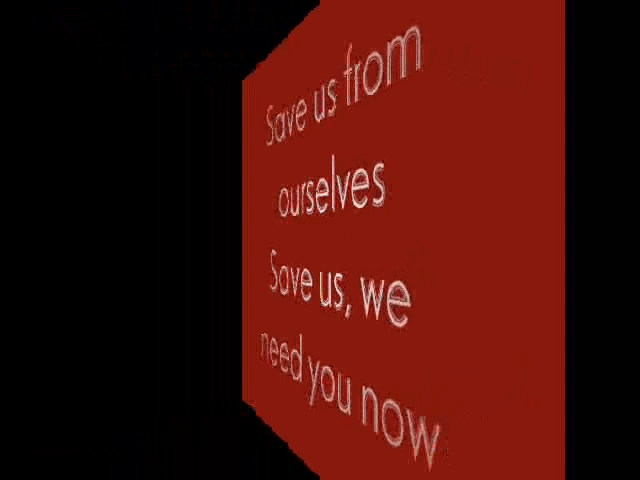 Save us from
ourselves
Save us, we
need you now